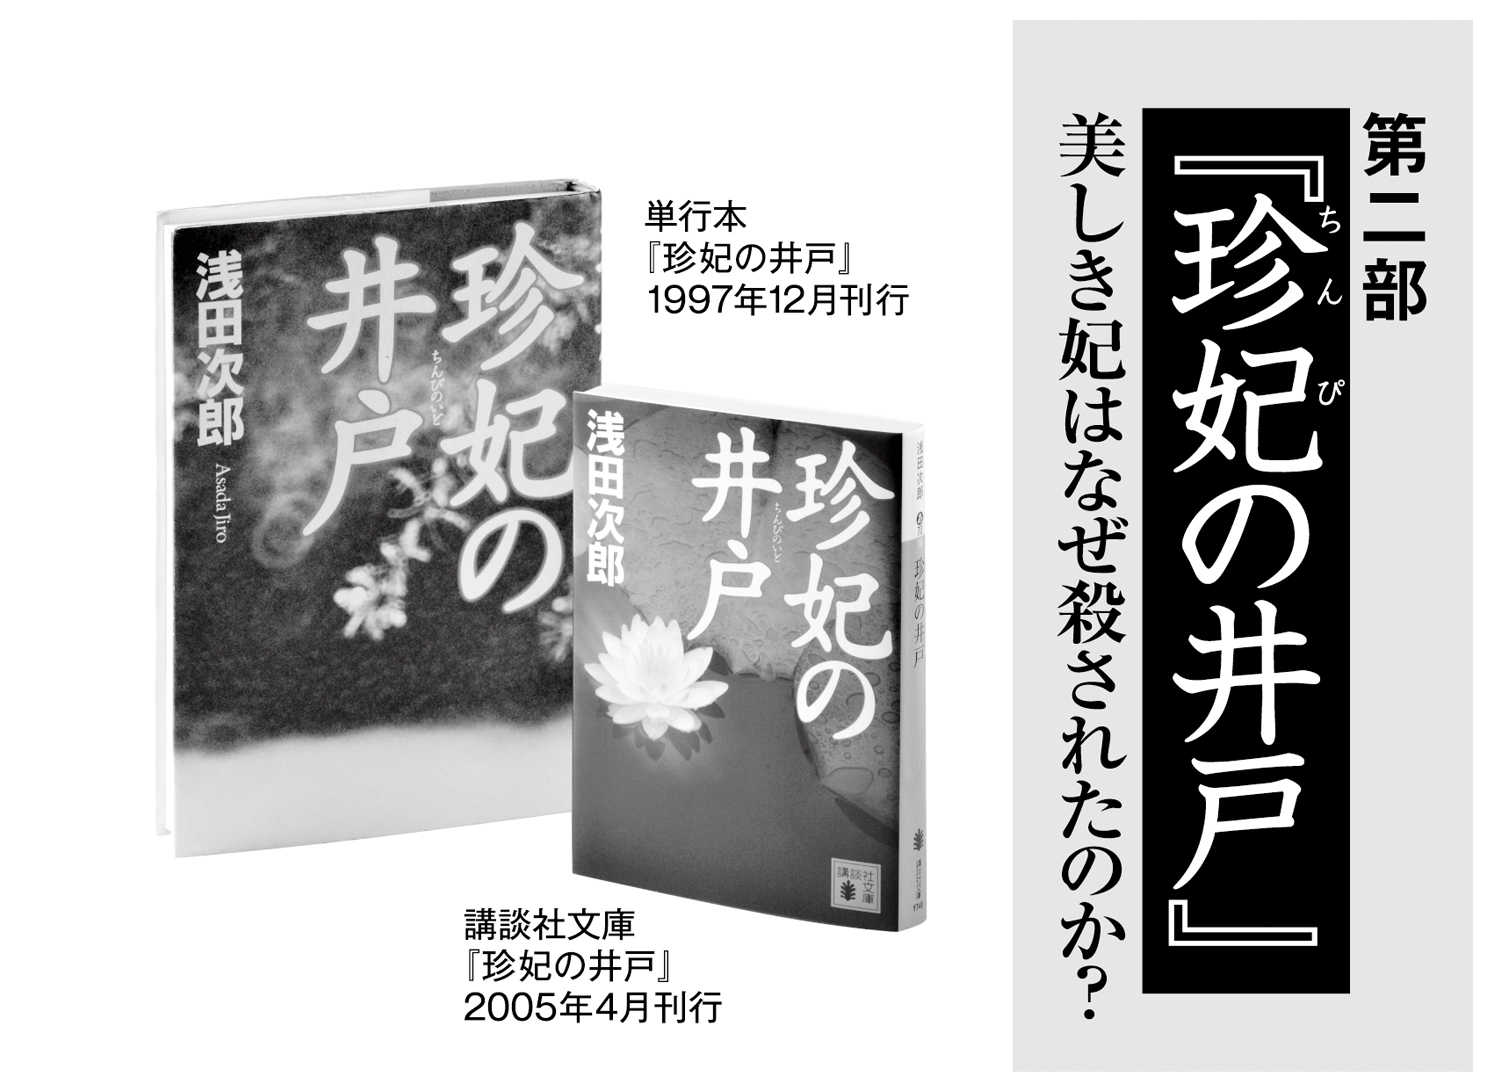 第二部
『珍妃の井戸』
ちんぴ
美しき妃はなぜ殺されたのか?
単行本
『珍妃の井戸』
1997年12月刊行
珍妃の
井戸
ちんぴのいど
浅田次郎
Asada Jiro
珍妃の
井戸
ちんぴのいど
浅田次郎
講談社
文庫
浅田次郎
珍妃の井戸
講談社文庫
講談社文庫
『珍妃の井戸』
2005年4月刊行